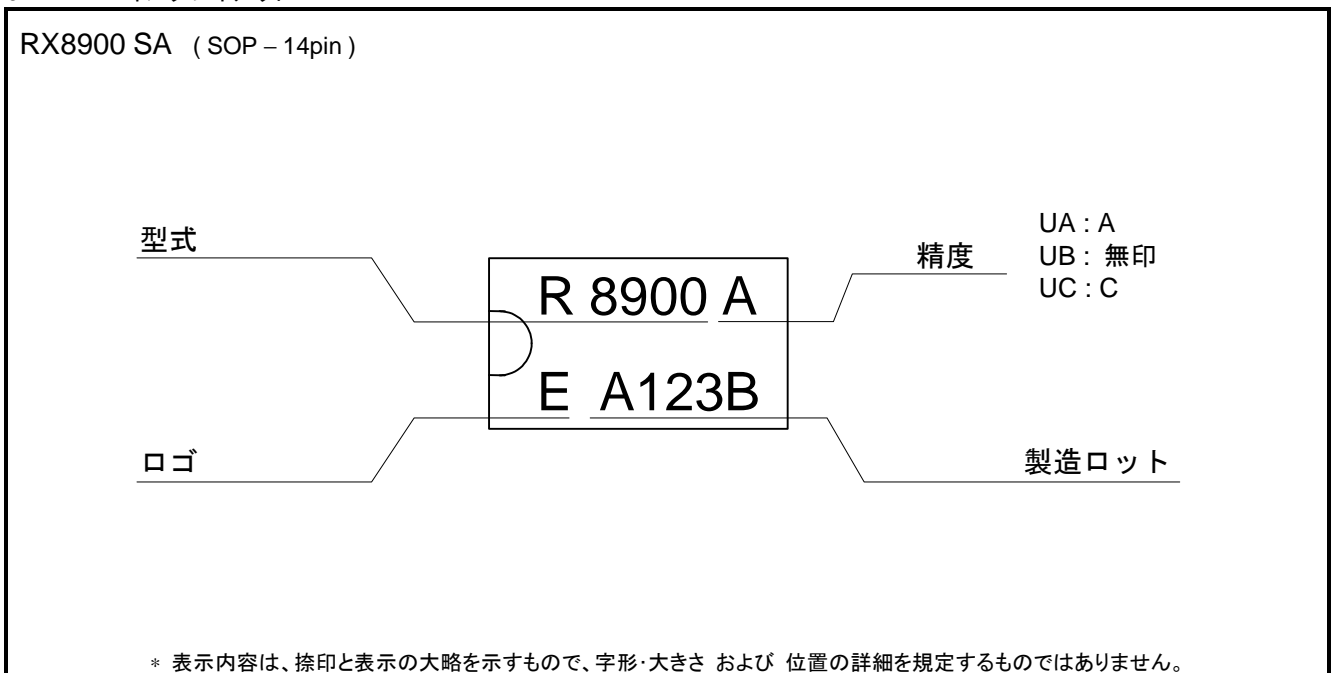 RX8900 SA ( SOP – 14pin )
型式
精度
UA : A
UB : 無印
UC : C
R 8900 A
E A123B
ロゴ
製造ロット
* 表示内容は、捺印と表示の大略を示すもので、字形･大きさ および 位置の詳細を規定するものではありません。